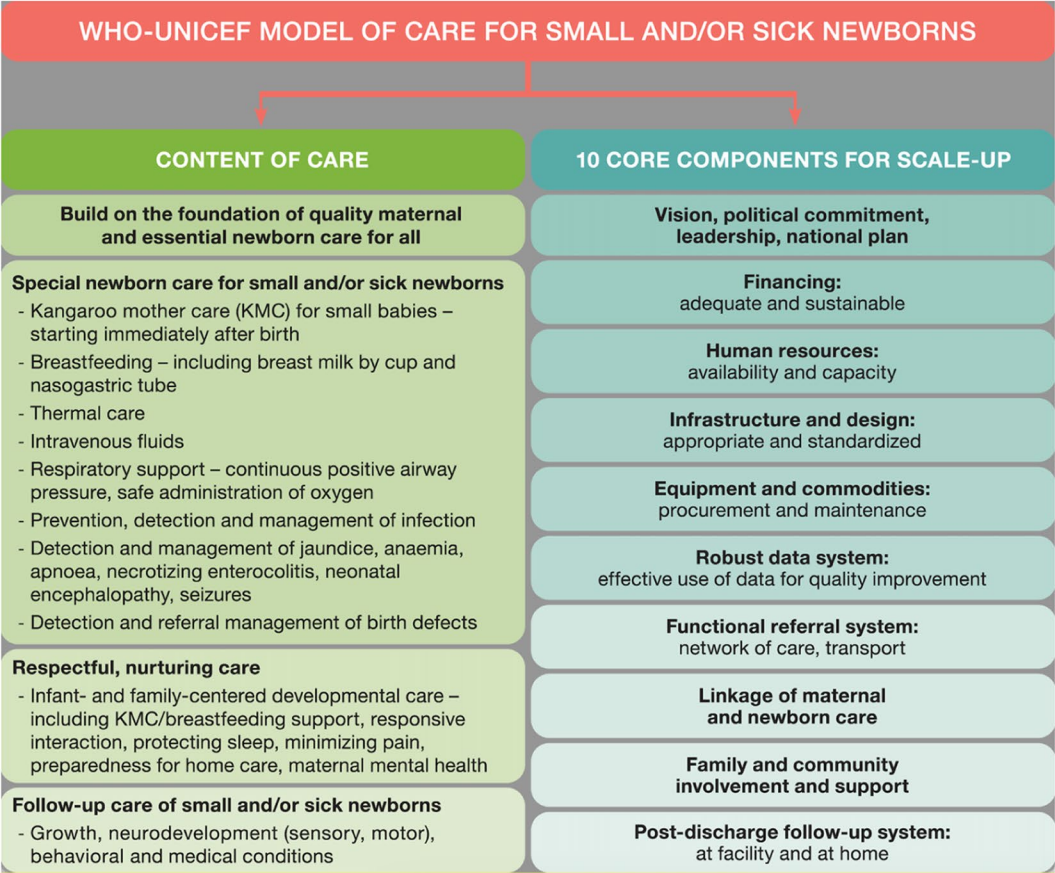 WHO-UNICEF MODEL OF CARE FOR SMALL AND/OR SICK NEWBORNS
CONTENT OF CARE
Build on the foundation of quality maternal
and essential newborn care for all
Special newborn care for small and/or sick newborns
- Kangaroo mother care (KMC) for small babies –
starting immediately after birth
- Breastfeeding – including breast milk by cup and
nasogastric tube
- Thermal care
- Intravenous fluids
- Respiratory support – continuous positive airway
pressure, safe administration of oxygen
- Prevention, detection and management of infection
- Detection and management of jaundice, anaemia,
apnoea, necrotizing enterocolitis, neonatal
encephalopathy, seizures
- Detection and referral management of birth defects
Respectful, nurturing care
- Infant- and family-centered developmental care –
including KMC/breastfeeding support, responsive
interaction, protecting sleep, minimizing pain,
preparedness for home care, maternal mental health
Follow-up care of small and/or sick newborns
- Growth, neurodevelopment (sensory, motor),
behavioral and medical conditions
10 CORE COMPONENTS FOR SCALE-UP
Vision, political commitment,
leadership, national plan
Financing:
adequate and sustainable
Human resources:
availability and capacity
Infrastructure and design:
appropriate and standardized
Equipment and commodities:
procurement and maintenance
Robust data system:
effective use of data for quality improvement
Functional referral system:
network of care, transport
Linkage of maternal
and newborn care
Family and community
involvement and support
Post-discharge follow-up system:
at facility and at home